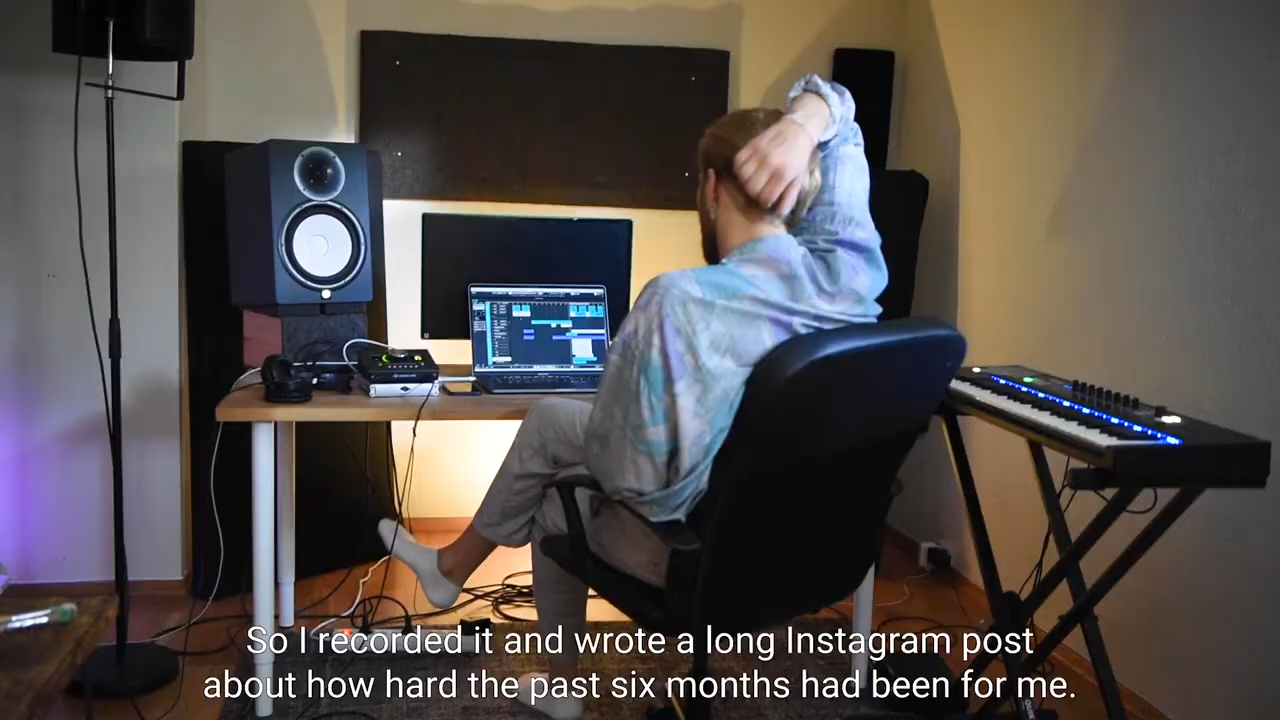 So I recorded it and wrote a long Instagram post
about how hard the past six months had been for me.